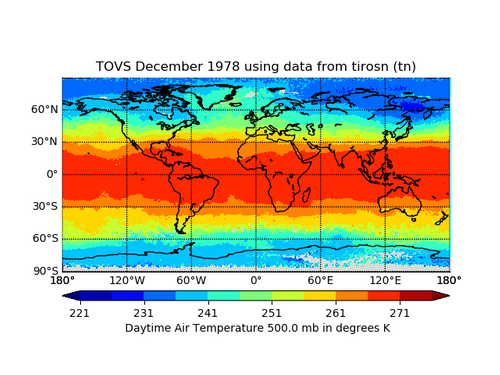 TOVS December 1978 using data from tirosn (tn)
60°N
30°N
0°
30°S
60°S
90°S
180° 120°W 60°W 0° 60°E 120°E 180°
221 231 241 251 261 271
Daytime Air Temperature 500.0 mb in degrees K